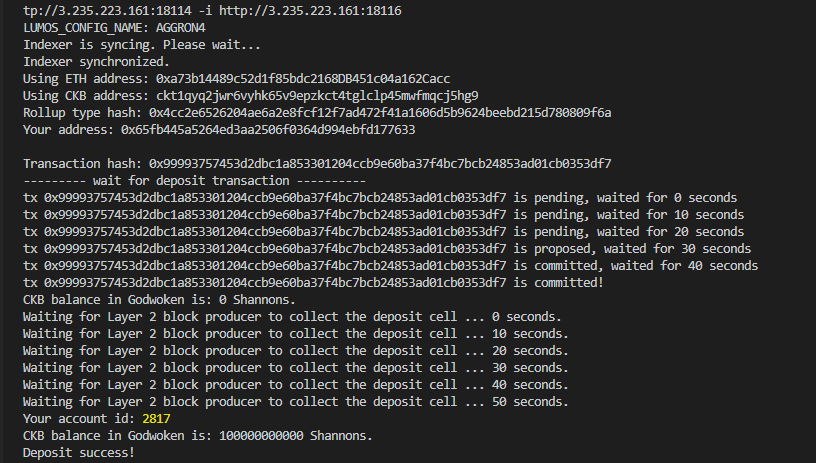 tp://3.235.223.161:18114 -i http://3.235.223.161:18116
LUMOS_CONFIG_NAME: AGGRON4
Indexer is syncing. Please wait...
Indexer synchronized.
Using ETH address: 0xa73b14489c52d1f85bdc2168DB451c04a162Cacc
Using CKB address: ckt1qyq2jwr6vyhk65v9epzkct4tglclp45mwfmqcj5hg9
Rollup type hash: 0x4cc2e6526204ae6a2e8fcf12f7ad472f41a1606d5b9624beebd215d780809f6a
Your address: 0x65fb445a5264ed3aa2506f0364d994ebfd177633
Transaction hash: 0x99993757453d2dbc1a853301204ccb9e60ba37f4bc7bcb24853ad01cb0353df7
--------- wait for deposit transaction ----------
tx 0x99993757453d2dbc1a853301204ccb9e60ba37f4bc7bcb24853ad01cb0353df7 is pending, waited for 0 seconds
tx 0x99993757453d2dbc1a853301204ccb9e60ba37f4bc7bcb24853ad01cb0353df7 is pending, waited for 10 seconds
tx 0x99993757453d2dbc1a853301204ccb9e60ba37f4bc7bcb24853ad01cb0353df7 is pending, waited for 20 seconds
tx 0x99993757453d2dbc1a853301204ccb9e60ba37f4bc7bcb24853ad01cb0353df7 is proposed, waited for 30 seconds
tx 0x99993757453d2dbc1a853301204ccb9e60ba37f4bc7bcb24853ad01cb0353df7 is committed, waited for 40 seconds
tx 0x99993757453d2dbc1a853301204ccb9e60ba37f4bc7bcb24853ad01cb0353df7 is committed!
CKB balance in Godwoken is: 0 Shannons.
Waiting for Layer 2 block producer to collect the deposit cell ... 0 seconds.
Waiting for Layer 2 block producer to collect the deposit cell ... 10 seconds.
Waiting for Layer 2 block producer to collect the deposit cell ... 20 seconds.
Waiting for Layer 2 block producer to collect the deposit cell ... 30 seconds.
Waiting for Layer 2 block producer to collect the deposit cell ... 40 seconds.
Waiting for Layer 2 block producer to collect the deposit cell ... 50 seconds.
Your account id: 2817
CKB balance in Godwoken is: 100000000000 Shannons.
Deposit success!